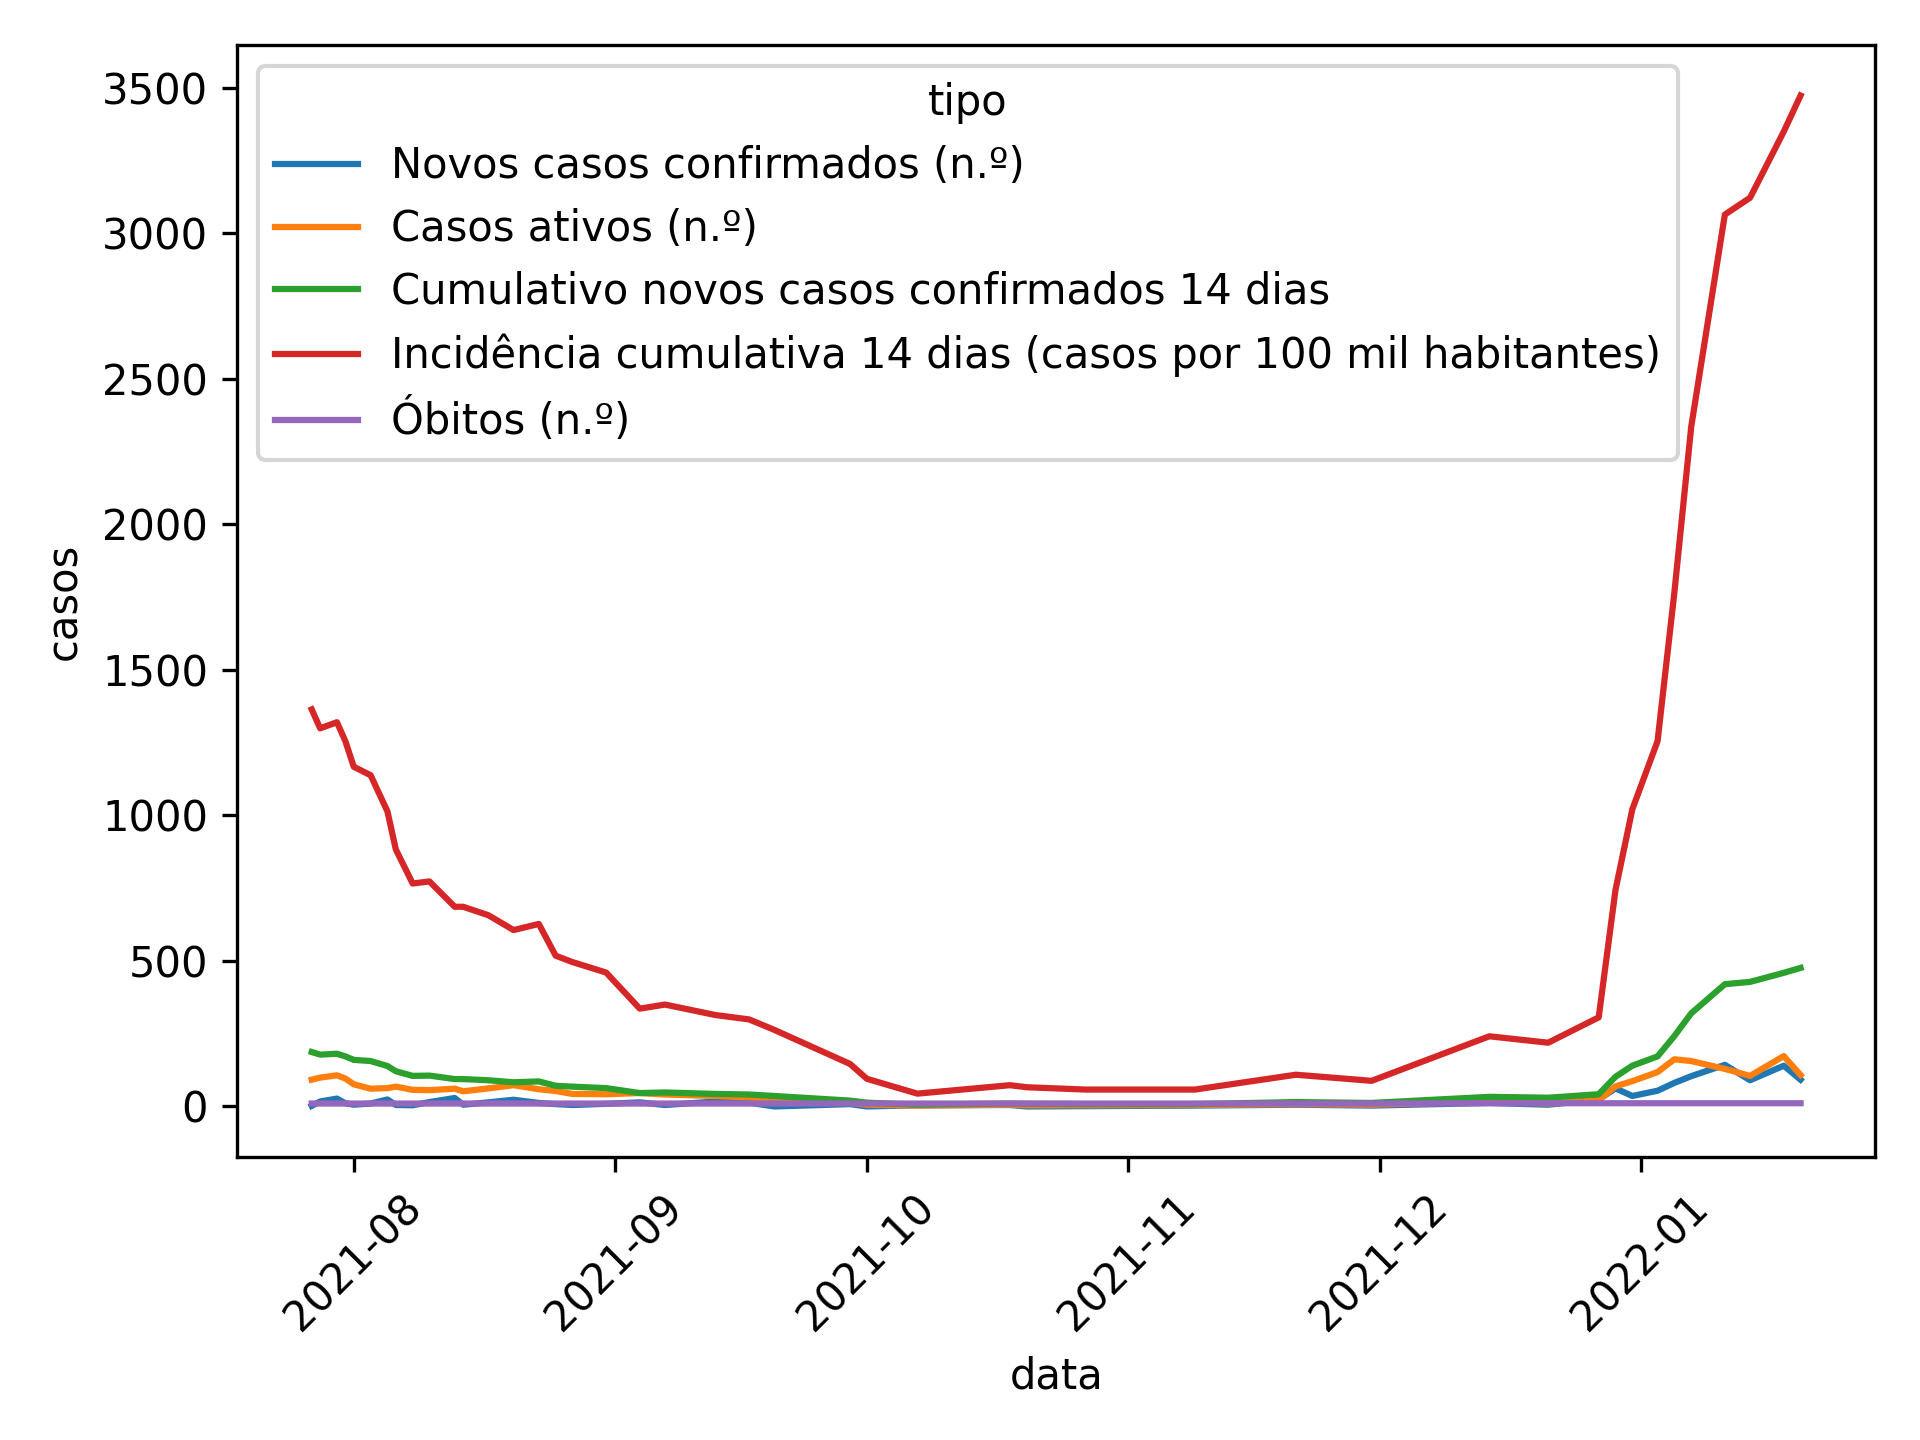 tipo
Novos casos confirmados (n.º)
Casos ativos (n.º)
Cumulativo novos casos confirmados 14 dias
Incidência cumulativa 14 dias (casos por 100 mil habitantes)
Óbitos (n.º)
3500
3000
2500
2000
1500
1000
500
0
casos
2021-08
2021-09
2021-10
2021-11
2021-12
2022-01
data